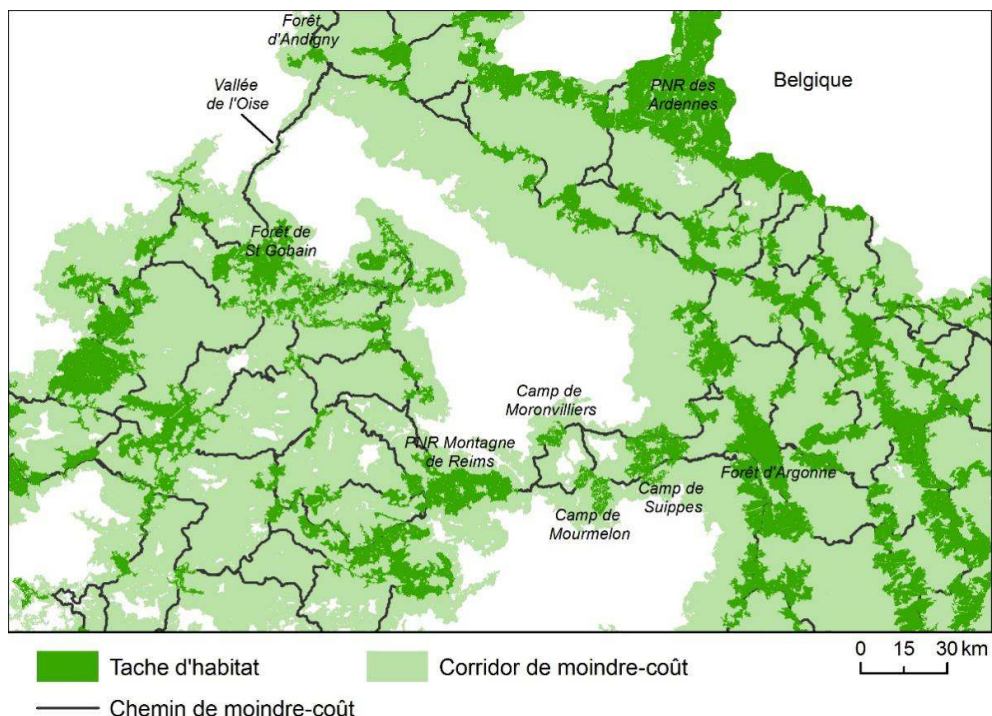 Forêt
d'Andigny
Vallée
de l'Oise
PNR des
Ardennes
Belgique
Forêt de
St Gobain
Camp de
Moronvilliers
PNR Montagne
de Reims
Forêt d'Argonne
Camp de
Suippes
Camp de
Mourmelon
0 15 30 km
Tache d'habitat
Corridor de moindre-coût
Chemin de moindre-coût